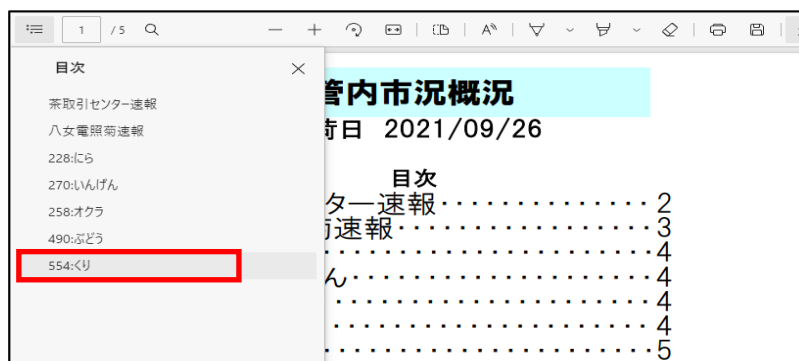 1 / 5
目次
茶取引センター速報
八女電照菊速報
228:にら
270:いんげん
258:オクラ
490:ぶどう
554:くり
管内市況概況
荷日 2021/09/26
目次
ター速報・・・・・・・・・・・・・・2
速報・・・・・・・・・・・・・・・・・3
・・・・・・・・・・・・・・・・・・・・4
ん・・・・・・・・・・・・・・・・・・・4
・・・・・・・・・・・・・・・・・・・・4
・・・・・・・・・・・・・・・・・・・・4
・・・・・・・・・・・・・・・・・・・・5